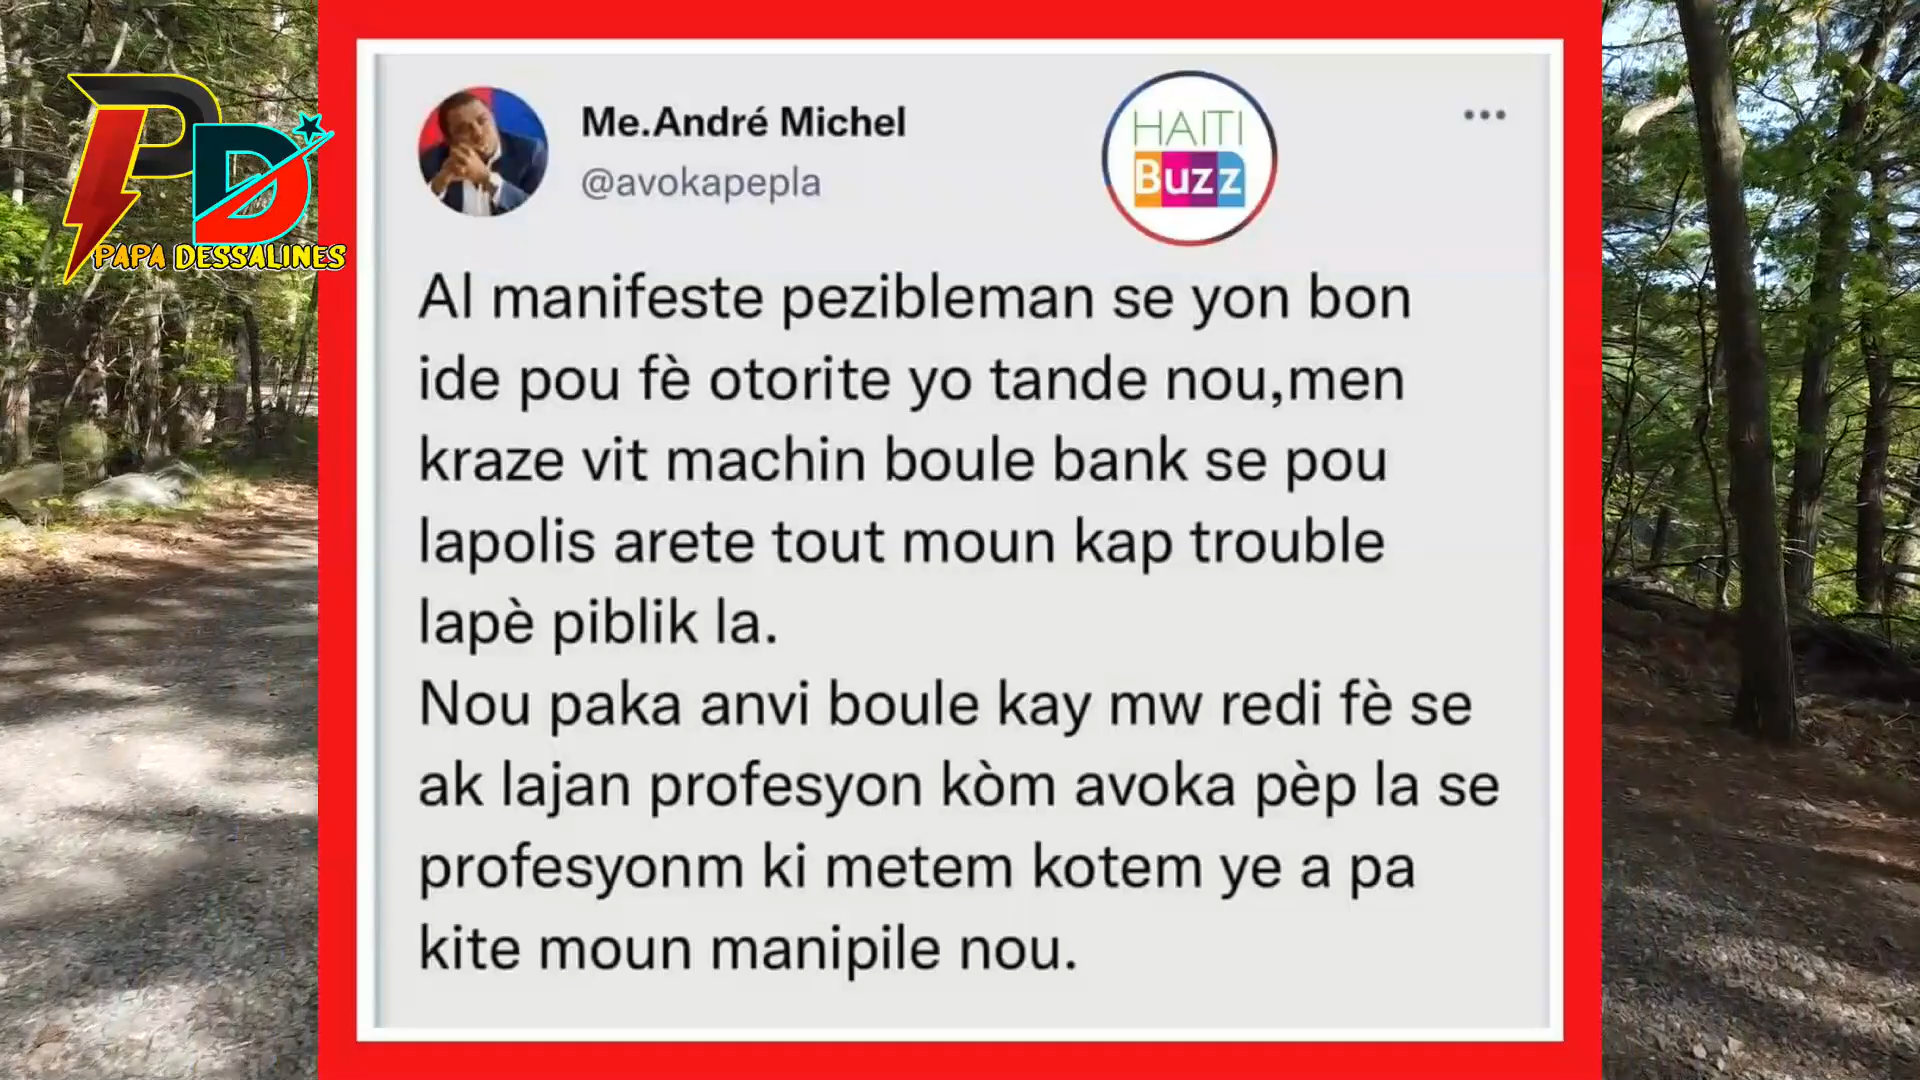 PD
PAPA DESSALINES
Me.André Michel
@avokapepla
HAITI
Buzz
Al manifeste pezibleman se yon bon
ide pou fè otorite yo tande nou,men
kraze vit machin boule bank se pou
lapolis arete tout moun kap trouble
lapè piblik la.
Nou paka anvi boule kay mw redi fè se
ak lajan profesyon kòm avoka pèp la se
profesyonm ki metem kotem ye a pa
kite moun manipile nou.